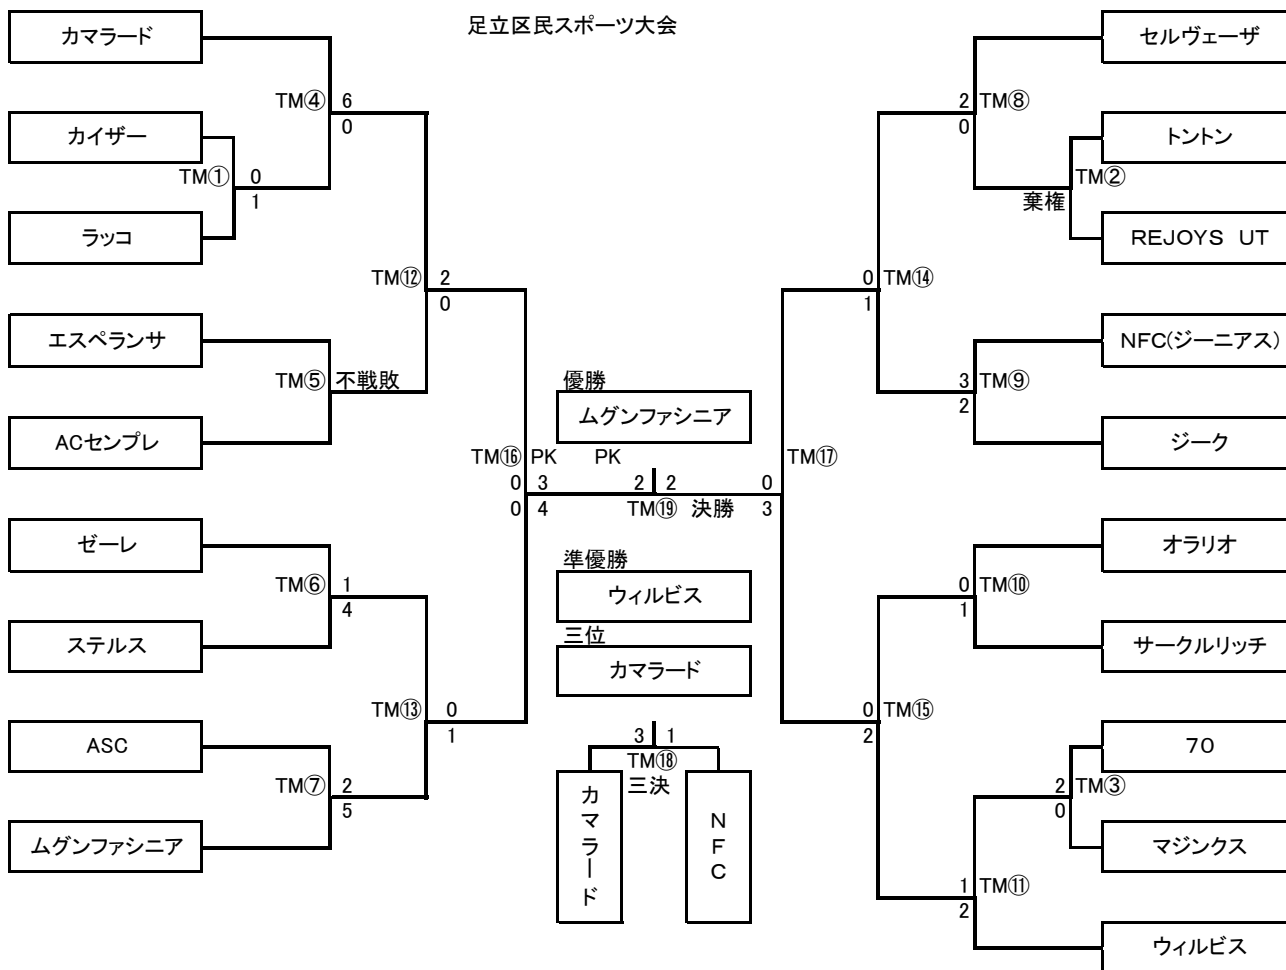 足立区民スポーツ大会
カマラード
TM④ 6
0
カイザー
TM① 0
1
ラッコ
TM⑫ 2
0
エスペランサ
TM⑤ 不戦敗
ACセンプレ
TM⑯ PK PK
0 3
0 4
ゼーレ
TM⑥ 1
4
ステルス
TM⑬ 0
1
ASC
TM⑦ 2
5
ムグンファシニア
優勝
ムグンファシニア
2 2
TM⑲ 決勝
準優勝
ウィルビス
三位
カマラード
3 1
TM⑱
三決
カマラード
NFC
セルヴェーザ
2 TM⑧
0
トントン
TM②
棄権
REJOYS UT
0 TM⑭
1
NFC(ジーニアス)
3 TM⑨
2
ジーク
TM⑰
0
3
オラリオ
0 TM⑩
1
サークルリッチ
0 TM⑮
2
70
2 TM③
0
マジンクス
1 TM⑪
2
ウィルビス